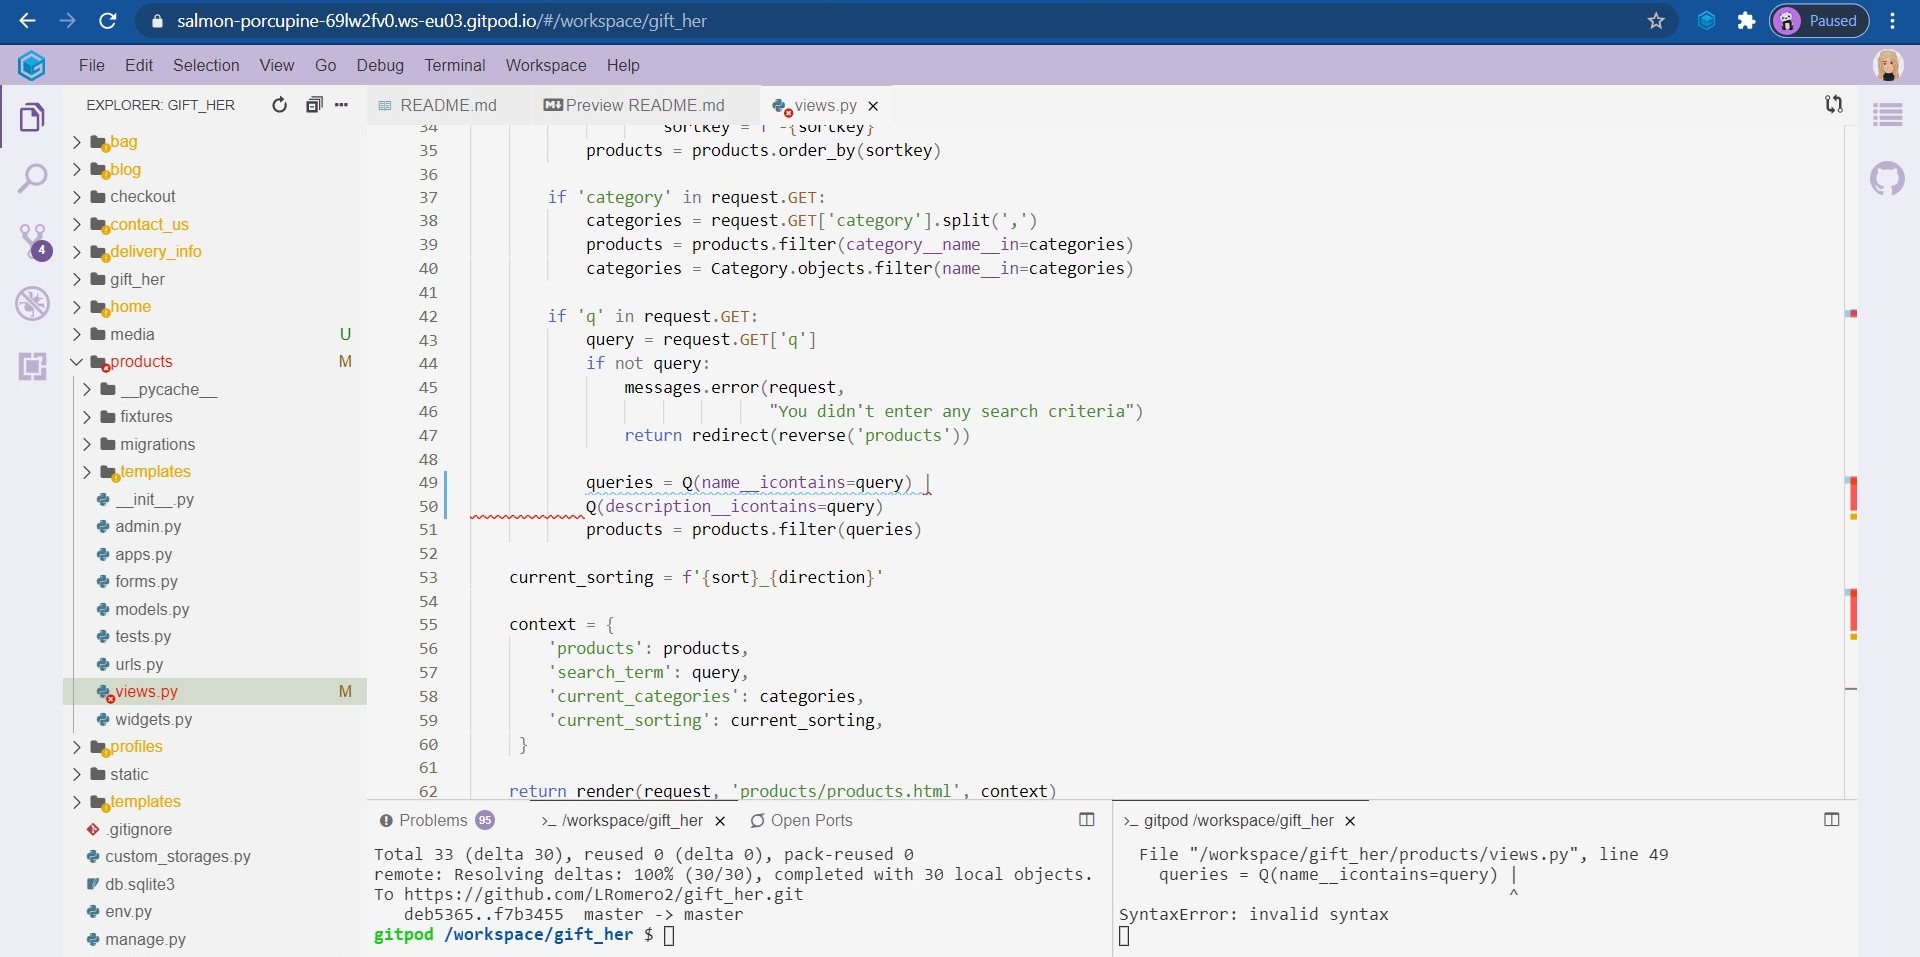 salmon-porcupine-69lw2fv0.ws-eu03.gitpod.io/#/workspace/gift_her
Paused
File Edit Selection View Go Debug Terminal Workspace Help
EXPLORER: GIFT_HER
README.md Preview README.md views.py
bag
blog
checkout
contact_us
delivery_info
gift_her
home
media U
products M
__pycache__
fixtures
migrations
templates
__init__.py
admin.py
apps.py
forms.py
models.py
tests.py
urls.py
views.py M
widgets.py
profiles
static
templates
.gitignore
custom_storages.py
db.sqlite3
env.py
manage.py
4
34 sortkey = f'-{sortkey}
35 products = products.order_by(sortkey)
36
37 if 'category' in request.GET:
38 categories = request.GET['category'].split(',')
39 products = products.filter(category__name__in=categories)
40 categories = Category.objects.filter(name__in=categories)
41
42 if 'q' in request.GET:
43 query = request.GET['q']
44 if not query:
45 messages.error(request,
46 "You didn't enter any search criteria")
47 return redirect(reverse('products'))
48
49 queries = Q(name__icontains=query) |
50 Q(description__icontains=query)
51 products = products.filter(queries)
52
53 current_sorting = f'{sort}_{direction}'
54
55 context = {
56 'products': products,
57 'search_term': query,
58 'current_categories': categories,
59 'current_sorting': current_sorting,
60 }
61
62 return render(request, 'products/products.html', context)
Problems 95 >_ /workspace/gift_her Open Ports
Total 33 (delta 30), reused 0 (delta 0), pack-reused 0
remote: Resolving deltas: 100% (30/30), completed with 30 local objects.
To https://github.com/LRomero2/gift_her.git
deb5365..f7b3455 master -> master
gitpod /workspace/gift_her $
>_ gitpod /workspace/gift_her
File "/workspace/gift_her/products/views.py", line 49
queries = Q(name__icontains=query) |
^
SyntaxError: invalid syntax